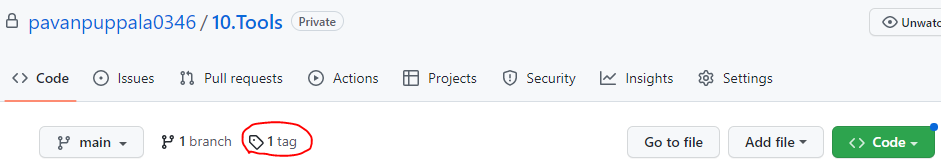 pavanpuppala0346 / 10.Tools Private
Unwatc
Code Issues Pull requests Actions Projects Security Insights Settings
main 1 branch 1 tag Go to file Add file Code